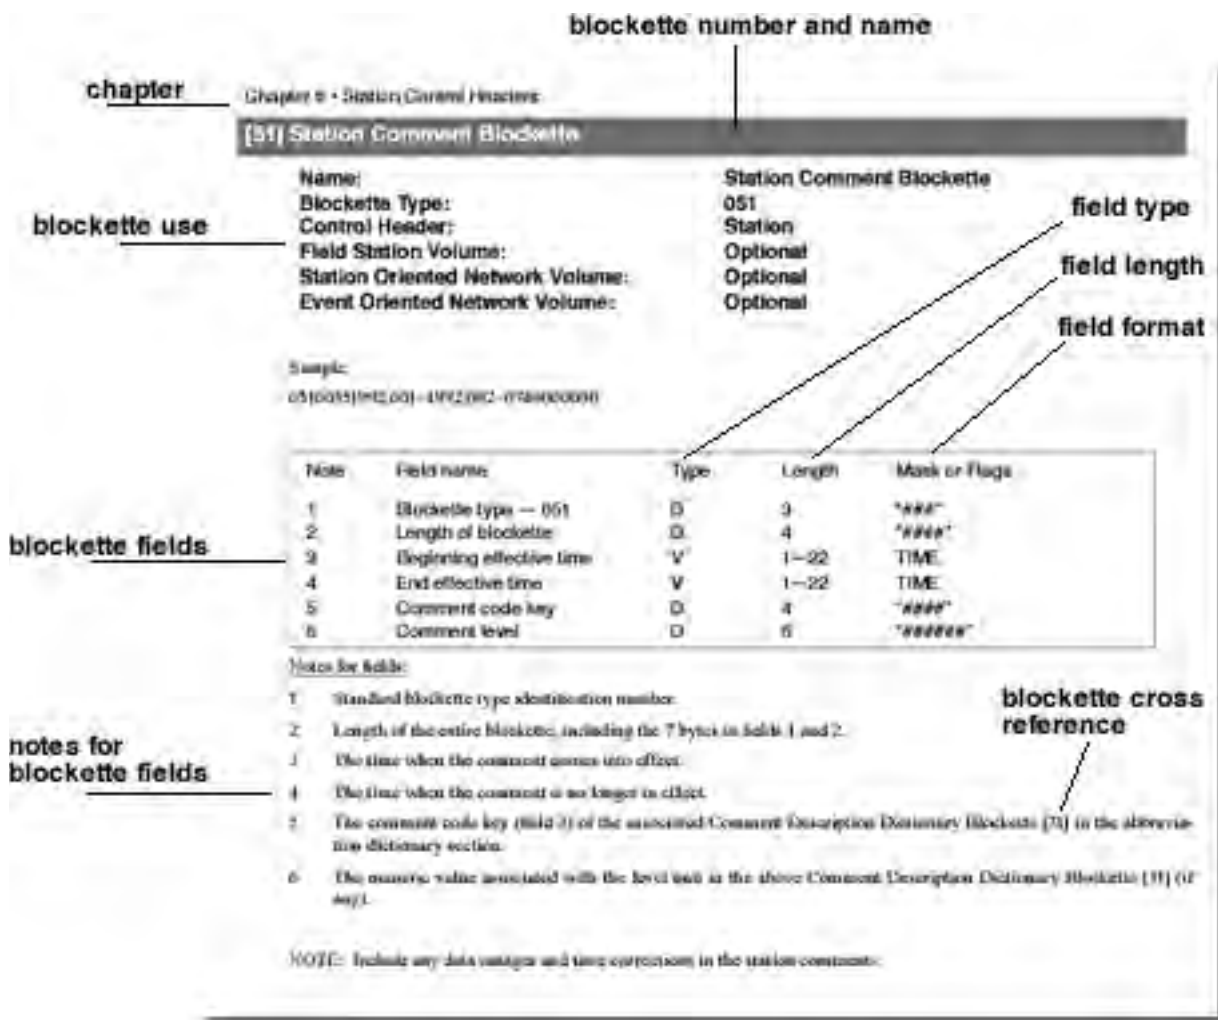 blockette number and name
chapter
Chapter 6 • Station Control Headers
[51] Station Comment Blockette
Name: Station Comment Blockette
Blockette Type: 051
Control Header: Station
Field Station Volume: Optional
Station Oriented Network Volume: Optional
Event Oriented Network Volume: Optional
blockette use
field type
field length
field format
Sample:
Note Field name Type Length Mask or Flags
1 Blockette type — 051 D 3 "###"
2 Length of blockette D 4 "####"
3 Beginning effective time V 1—22 TIME
4 End effective time V 1—22 TIME
5 Comment code key D 4 "####"
6 Comment level D 6 "######"
blockette fields
Notes for fields:
1 Standard blockette type identification number.
2 Length of the entire blockette, including the 7 bytes in fields 1 and 2.
3 The time when the comment comes into effect.
4 The time when the comment is no longer in effect.
5 The comment code key (field 3) of the associated Comment Description Dictionary Blockette [31] in the abbrevia-
tion dictionary section.
6 The numeric value associated with the level unit in the above Comment Description Dictionary Blockette [31] (if
any).
notes for
blockette fields
blockette cross
reference
NOTE: Include any data outages and time corrections in the station comments.